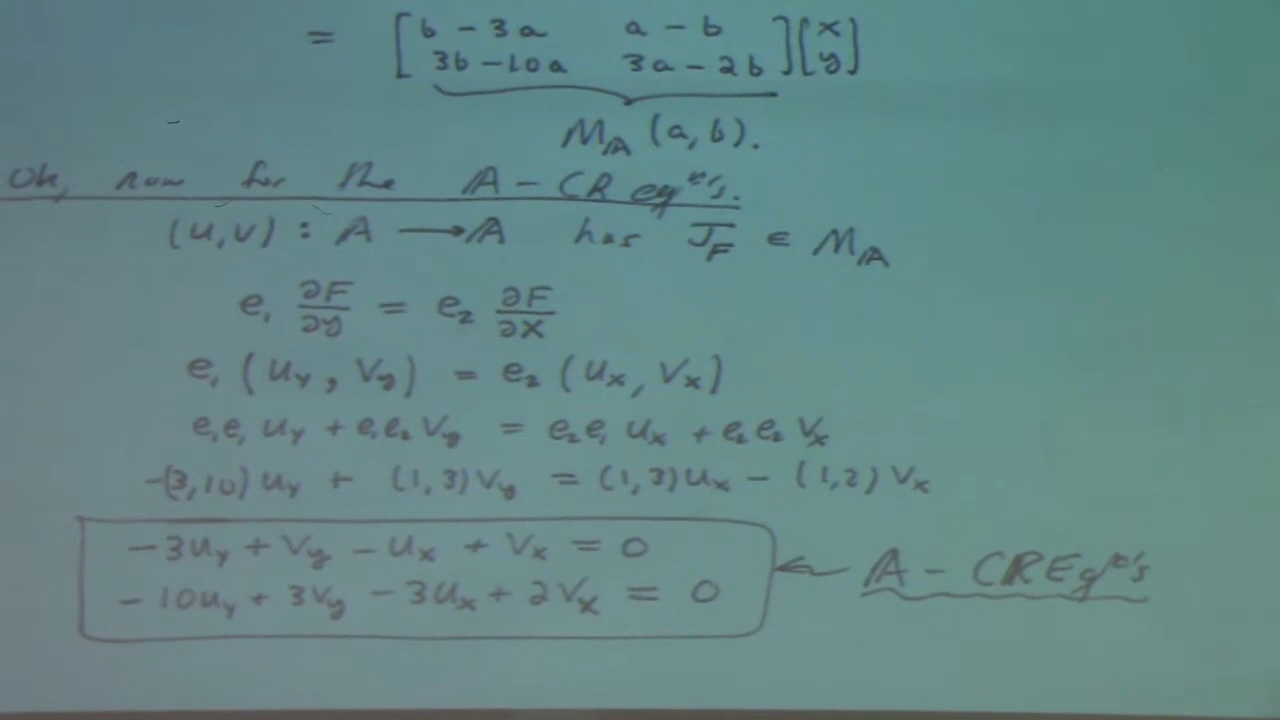 = [ b - 3a   a - b ] [ x ]
[ 3b - 10a   3a - 2b ] [ y ]
M_𝔸 (a, b).
Ok, now for the 𝔸 - CR eqⁿ's.
(u, v) : 𝔸 → 𝔸 has J_F ∈ M_𝔸
e₁ ∂F/∂y = e₂ ∂F/∂x
e₁ (u_y, v_y) = e₂ (u_x, v_x)
e₁e₁ u_y + e₁e₂ v_y = e₂e₁ u_x + e₂e₂ v_x
-(3,10) u_y + (1,3) v_y = (1,3) u_x - (1,2) v_x
-3u_y + v_y - u_x + v_x = 0
-10u_y + 3v_y - 3u_x + 2v_x = 0
← 𝔸 - CR Eqⁿ's